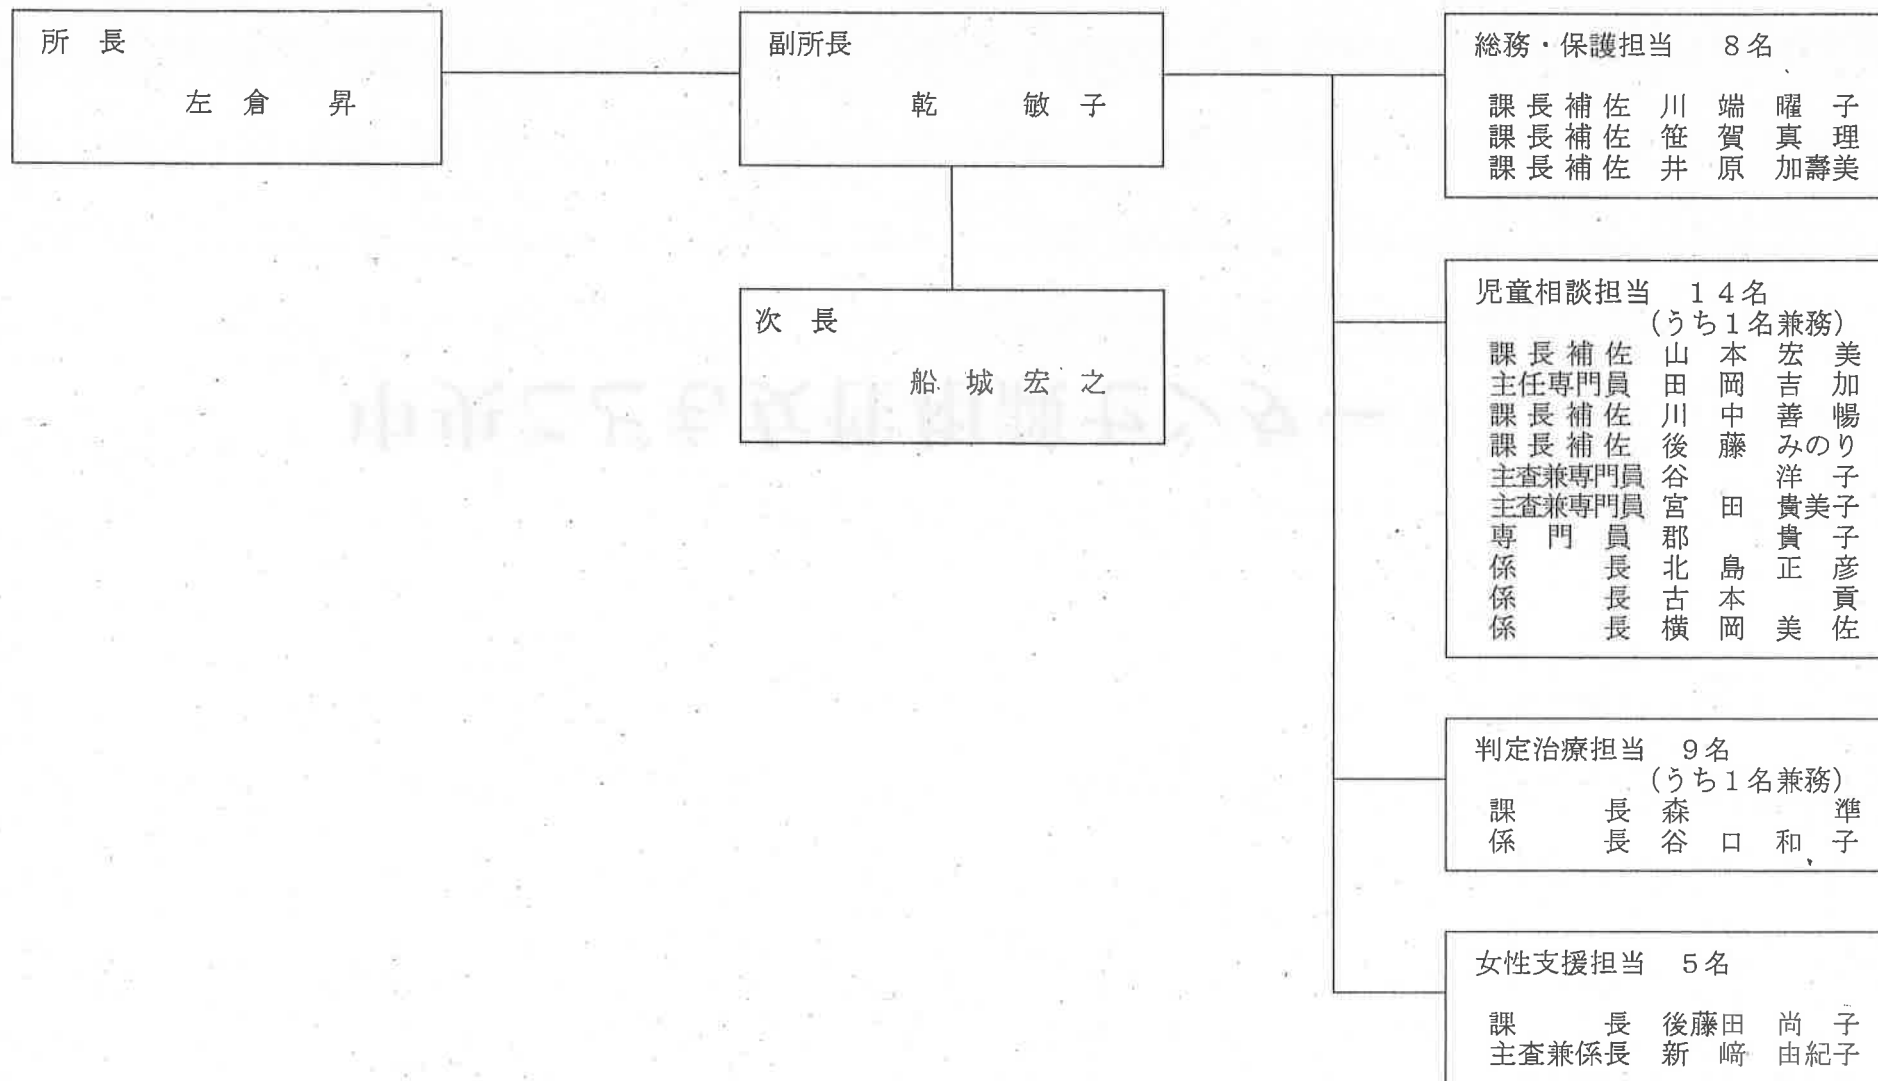 所 長
左 倉 昇
副所長
乾 敏 子
次 長
船 城 宏 之
総務・保護担当 8名
課長補佐 川 端 曜 子
課長補佐 笹 賀 真 理
課長補佐 井 原 加壽美
児童相談担当 14名
(うち1名兼務)
課長補佐 山 本 宏 美
主任専門員 田 岡 吉 加
課長補佐 川 中 善 暢
課長補佐 後 藤 みのり
主査兼専門員 谷 洋 子
主査兼専門員 宮 田 貴美子
専門員 郡 貴 子
係長 北 島 正 彦
係長 古 本 貢
係長 横 岡 美 佐
判定治療担当 9名
(うち1名兼務)
課長 森 準
係長 谷 口 和 子
女性支援担当 5名
課長 後藤田 尚 子
主査兼係長 新 﨑 由紀子